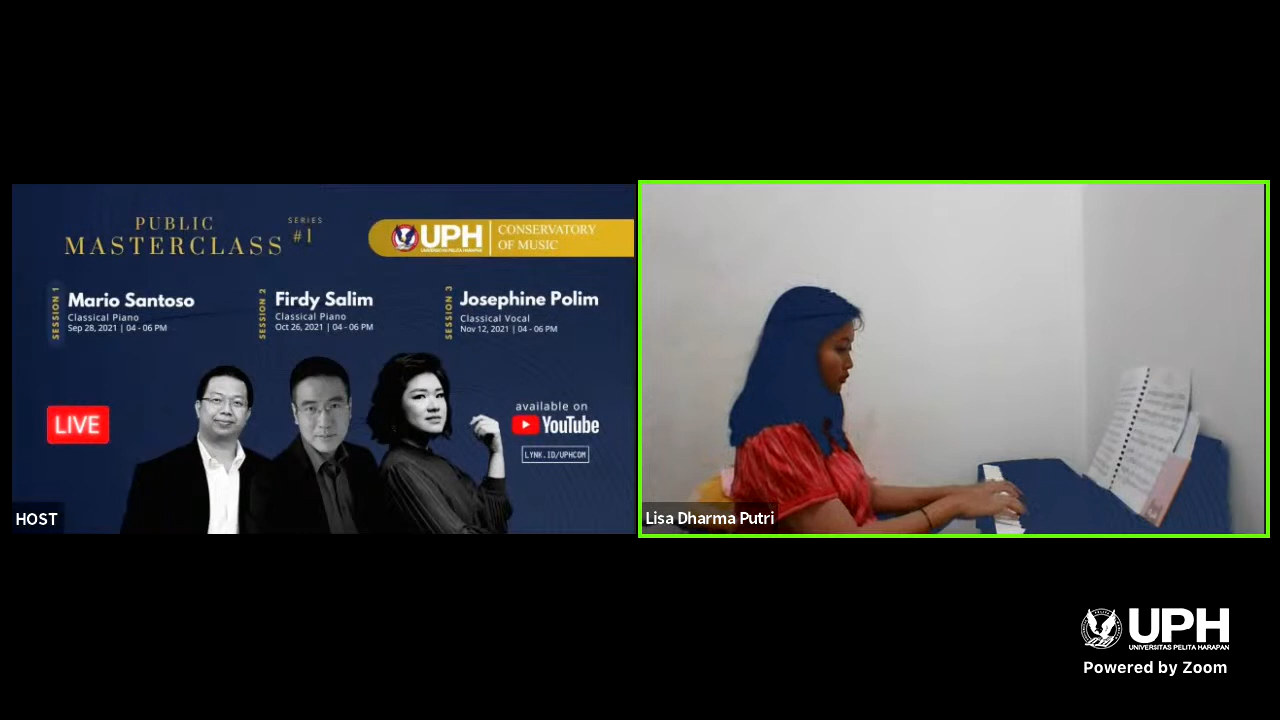 PUBLIC
MASTERCLASS
SERIES
#1
UPH
UNIVERSITAS PELITA HARAPAN
CONSERVATORY
OF MUSIC
SESSION 1
Mario Santoso
Classical Piano
Sep 28, 2021 | 04 - 06 PM
SESSION 2
Firdy Salim
Classical Piano
Oct 26, 2021 | 04 - 06 PM
SESSION 3
Josephine Polim
Classical Vocal
Nov 12, 2021 | 04 - 06 PM
LIVE
available on
YouTube
LYNK.ID/UPHCOM
HOST
Lisa Dharma Putri
UPH
UNIVERSITAS PELITA HARAPAN
Powered by Zoom